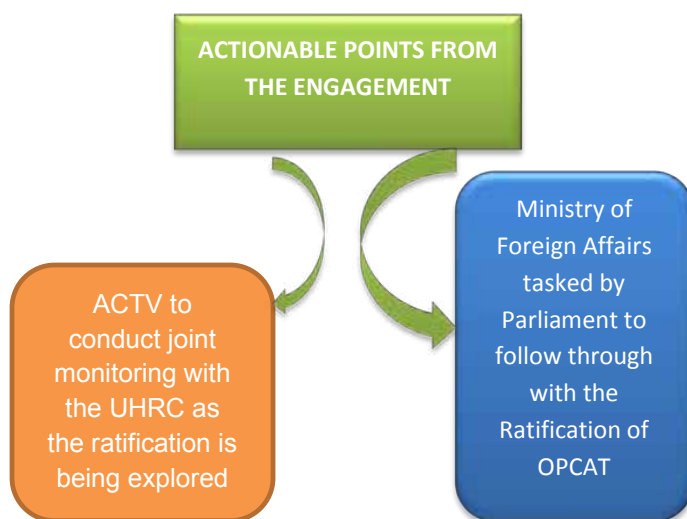 ACTIONABLE POINTS FROM
THE ENGAGEMENT
ACTV to
conduct joint
monitoring with
the UHRC as
the ratification is
being explored
Ministry of
Foreign Affairs
tasked by
Parliament to
follow through
with the
Ratification of
OPCAT